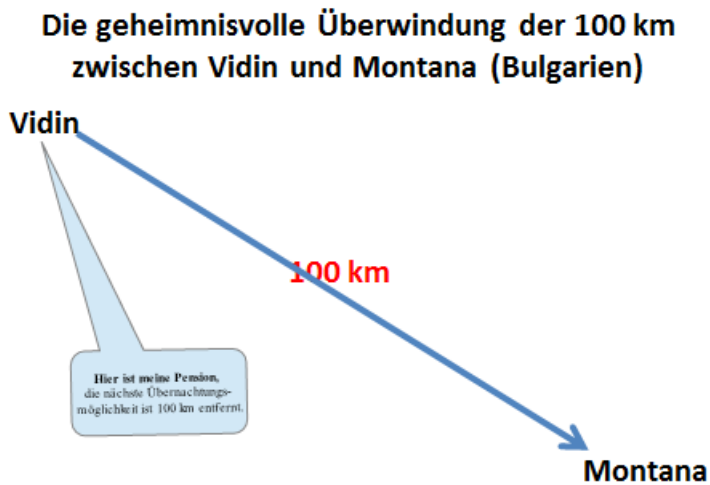 Die geheimnisvolle Überwindung der 100 km
zwischen Vidin und Montana (Bulgarien)
Vidin
100 km
Hier ist meine Pension,
die nächste Übernachtungs-
möglichkeit ist 100 km entfernt.
Montana